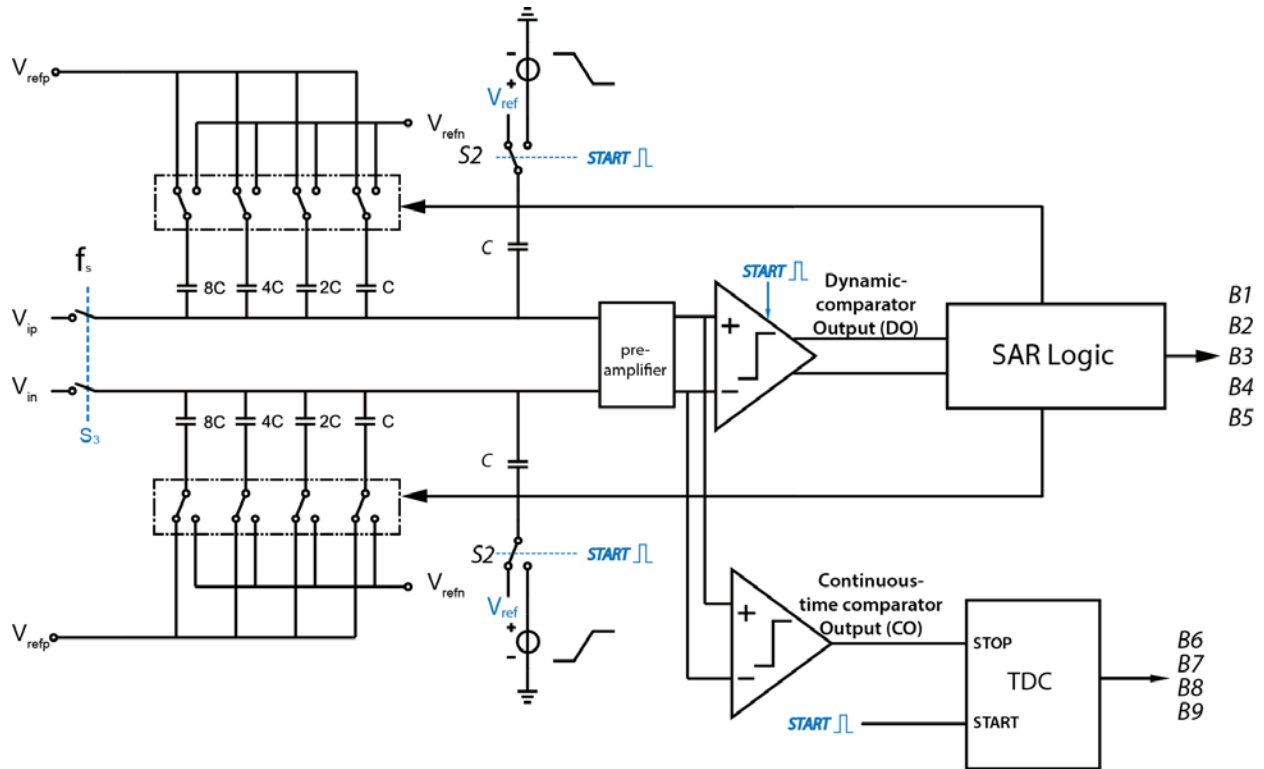 Vrefp
Vref
Vrefn
S2
START
8C
4C
2C
C
C
fs
Vip
Vin
S3
pre-
amplifier
START
+
−
Dynamic-
comparator
Output (DO)
SAR Logic
B1
B2
B3
B4
B5
8C
4C
2C
C
C
S2
START
Vref
Vrefn
Vrefp
+
−
Continuous-
time comparator
Output (CO)
STOP
TDC
START
START
B6
B7
B8
B9
-
+
+
-